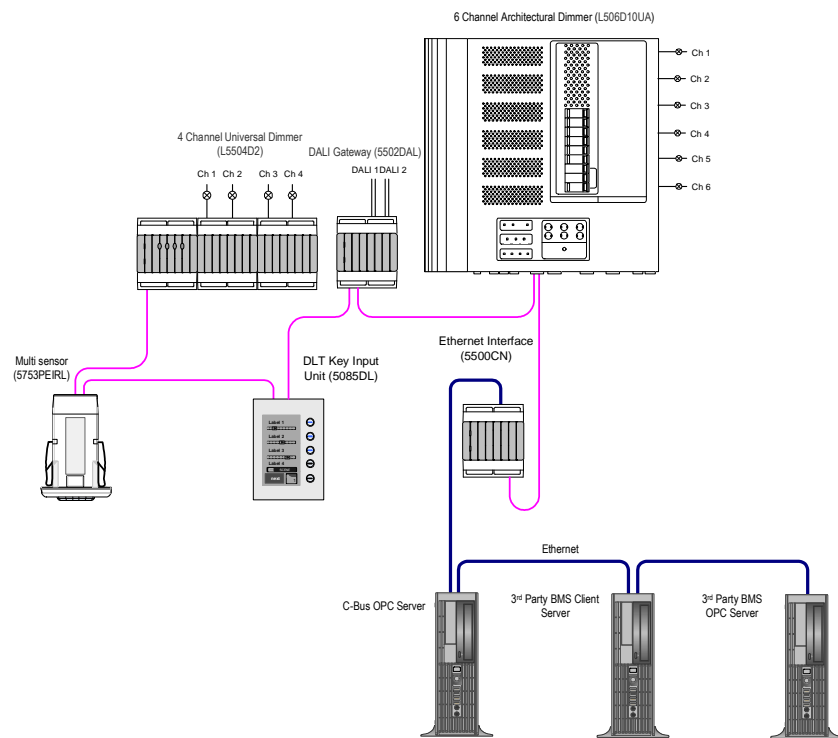 6 Channel Architectural Dimmer (L506D10UA)
Ch 1
Ch 2
Ch 3
Ch 4
Ch 5
Ch 6
4 Channel Universal Dimmer
(L5504D2)
Ch 1 Ch 2 Ch 3 Ch 4
DALI Gateway (5502DAL)
DALI 1 DALI 2
Multi sensor
(5753PEIRL)
DLT Key Input
Unit (5085DL)
Label 1
Label 2
Label 3
Label 4
Ethernet Interface
(5500CN)
Ethernet
C-Bus OPC Server
3rd Party BMS Client
Server
3rd Party BMS
OPC Server